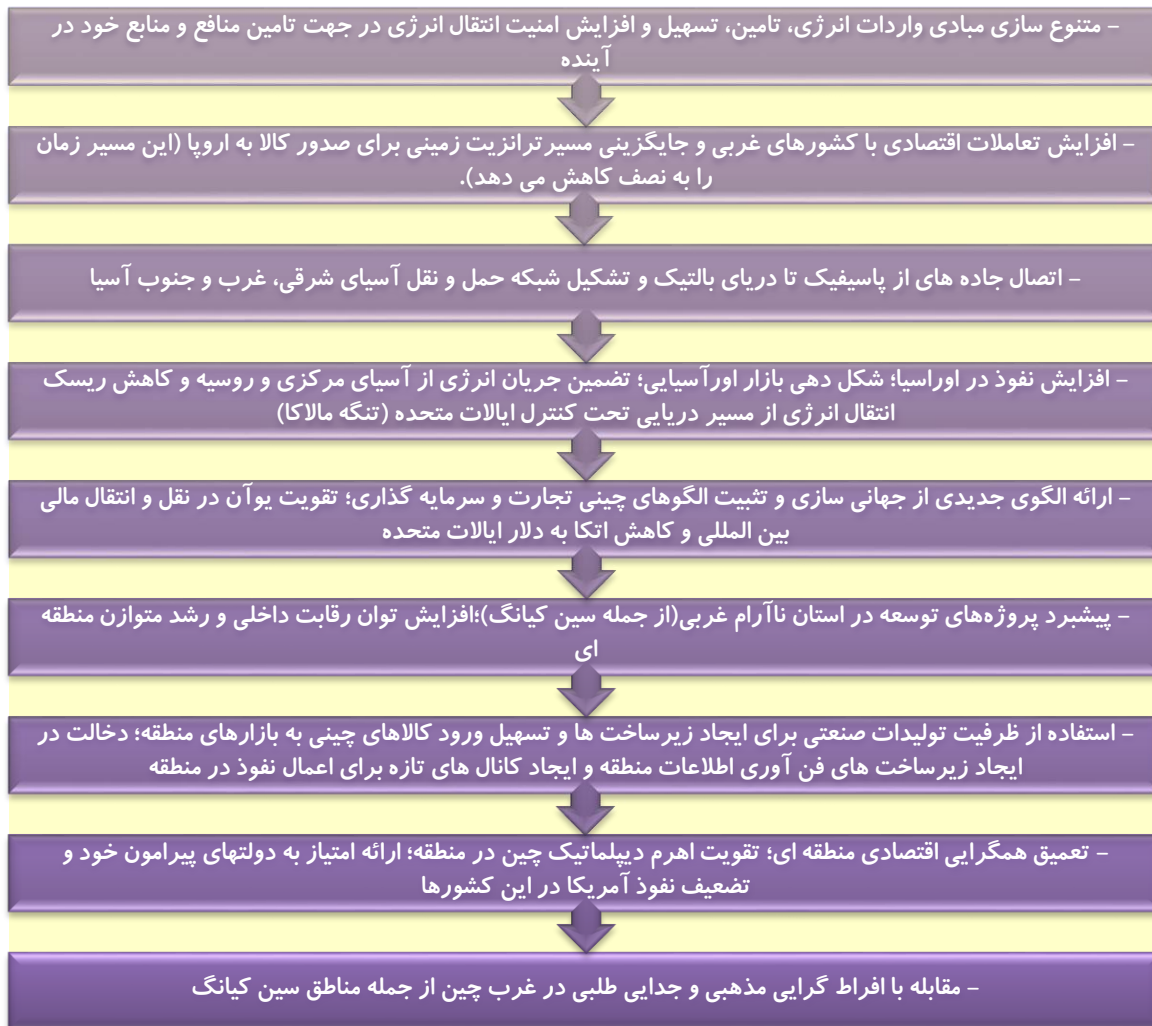 - متنوع سازی مبادی واردات انرژی، تامین، تسهیل و افزایش امنیت انتقال انرژی در جهت تامین منافع و منابع خود در
آینده
- افزایش تعاملات اقتصادی با کشورهای غربی و جایگزینی مسیرترانزیت زمینی برای صدور کالا به اروپا (این مسیر زمان
را به نصف کاهش می دهد).
- اتصال جاده های از پاسیفیک تا دریای بالتیک و تشکیل شبکه حمل و نقل آسیای شرقی، غرب و جنوب آسیا
- افزایش نفوذ در اوراسیا؛ شکل دهی بازار اورآسیایی؛ تضمین جریان انرژی از آسیای مرکزی و روسیه و کاهش ریسک
انتقال انرژی از مسیر دریایی تحت کنترل ایالات متحده (تنگه مالاکا)
- ارائه الگوی جدیدی از جهانی سازی و تثبیت الگوهای چینی تجارت و سرمایه گذاری؛ تقویت یوآن در نقل و انتقال مالی
بین المللی و کاهش اتکا به دلار ایالات متحده
- پیشبرد پروژه‌های توسعه در استان ناآرام غربی(از جمله سین کیانگ)؛افزایش توان رقابت داخلی و رشد متوازن منطقه
ای
- استفاده از ظرفیت تولیدات صنعتی برای ایجاد زیرساخت ها و تسهیل ورود کالاهای چینی به بازارهای منطقه؛ دخالت در
ایجاد زیرساخت های فن آوری اطلاعات منطقه و ایجاد کانال های تازه برای اعمال نفوذ در منطقه
- تعمیق همگرایی اقتصادی منطقه ای؛ تقویت اهرم دیپلماتیک چین در منطقه؛ ارائه امتیاز به دولتهای پیرامون خود و
تضعیف نفوذ آمریکا در این کشورها
- مقابله با افراط گرایی مذهبی و جدایی طلبی در غرب چین از جمله مناطق سین کیانگ